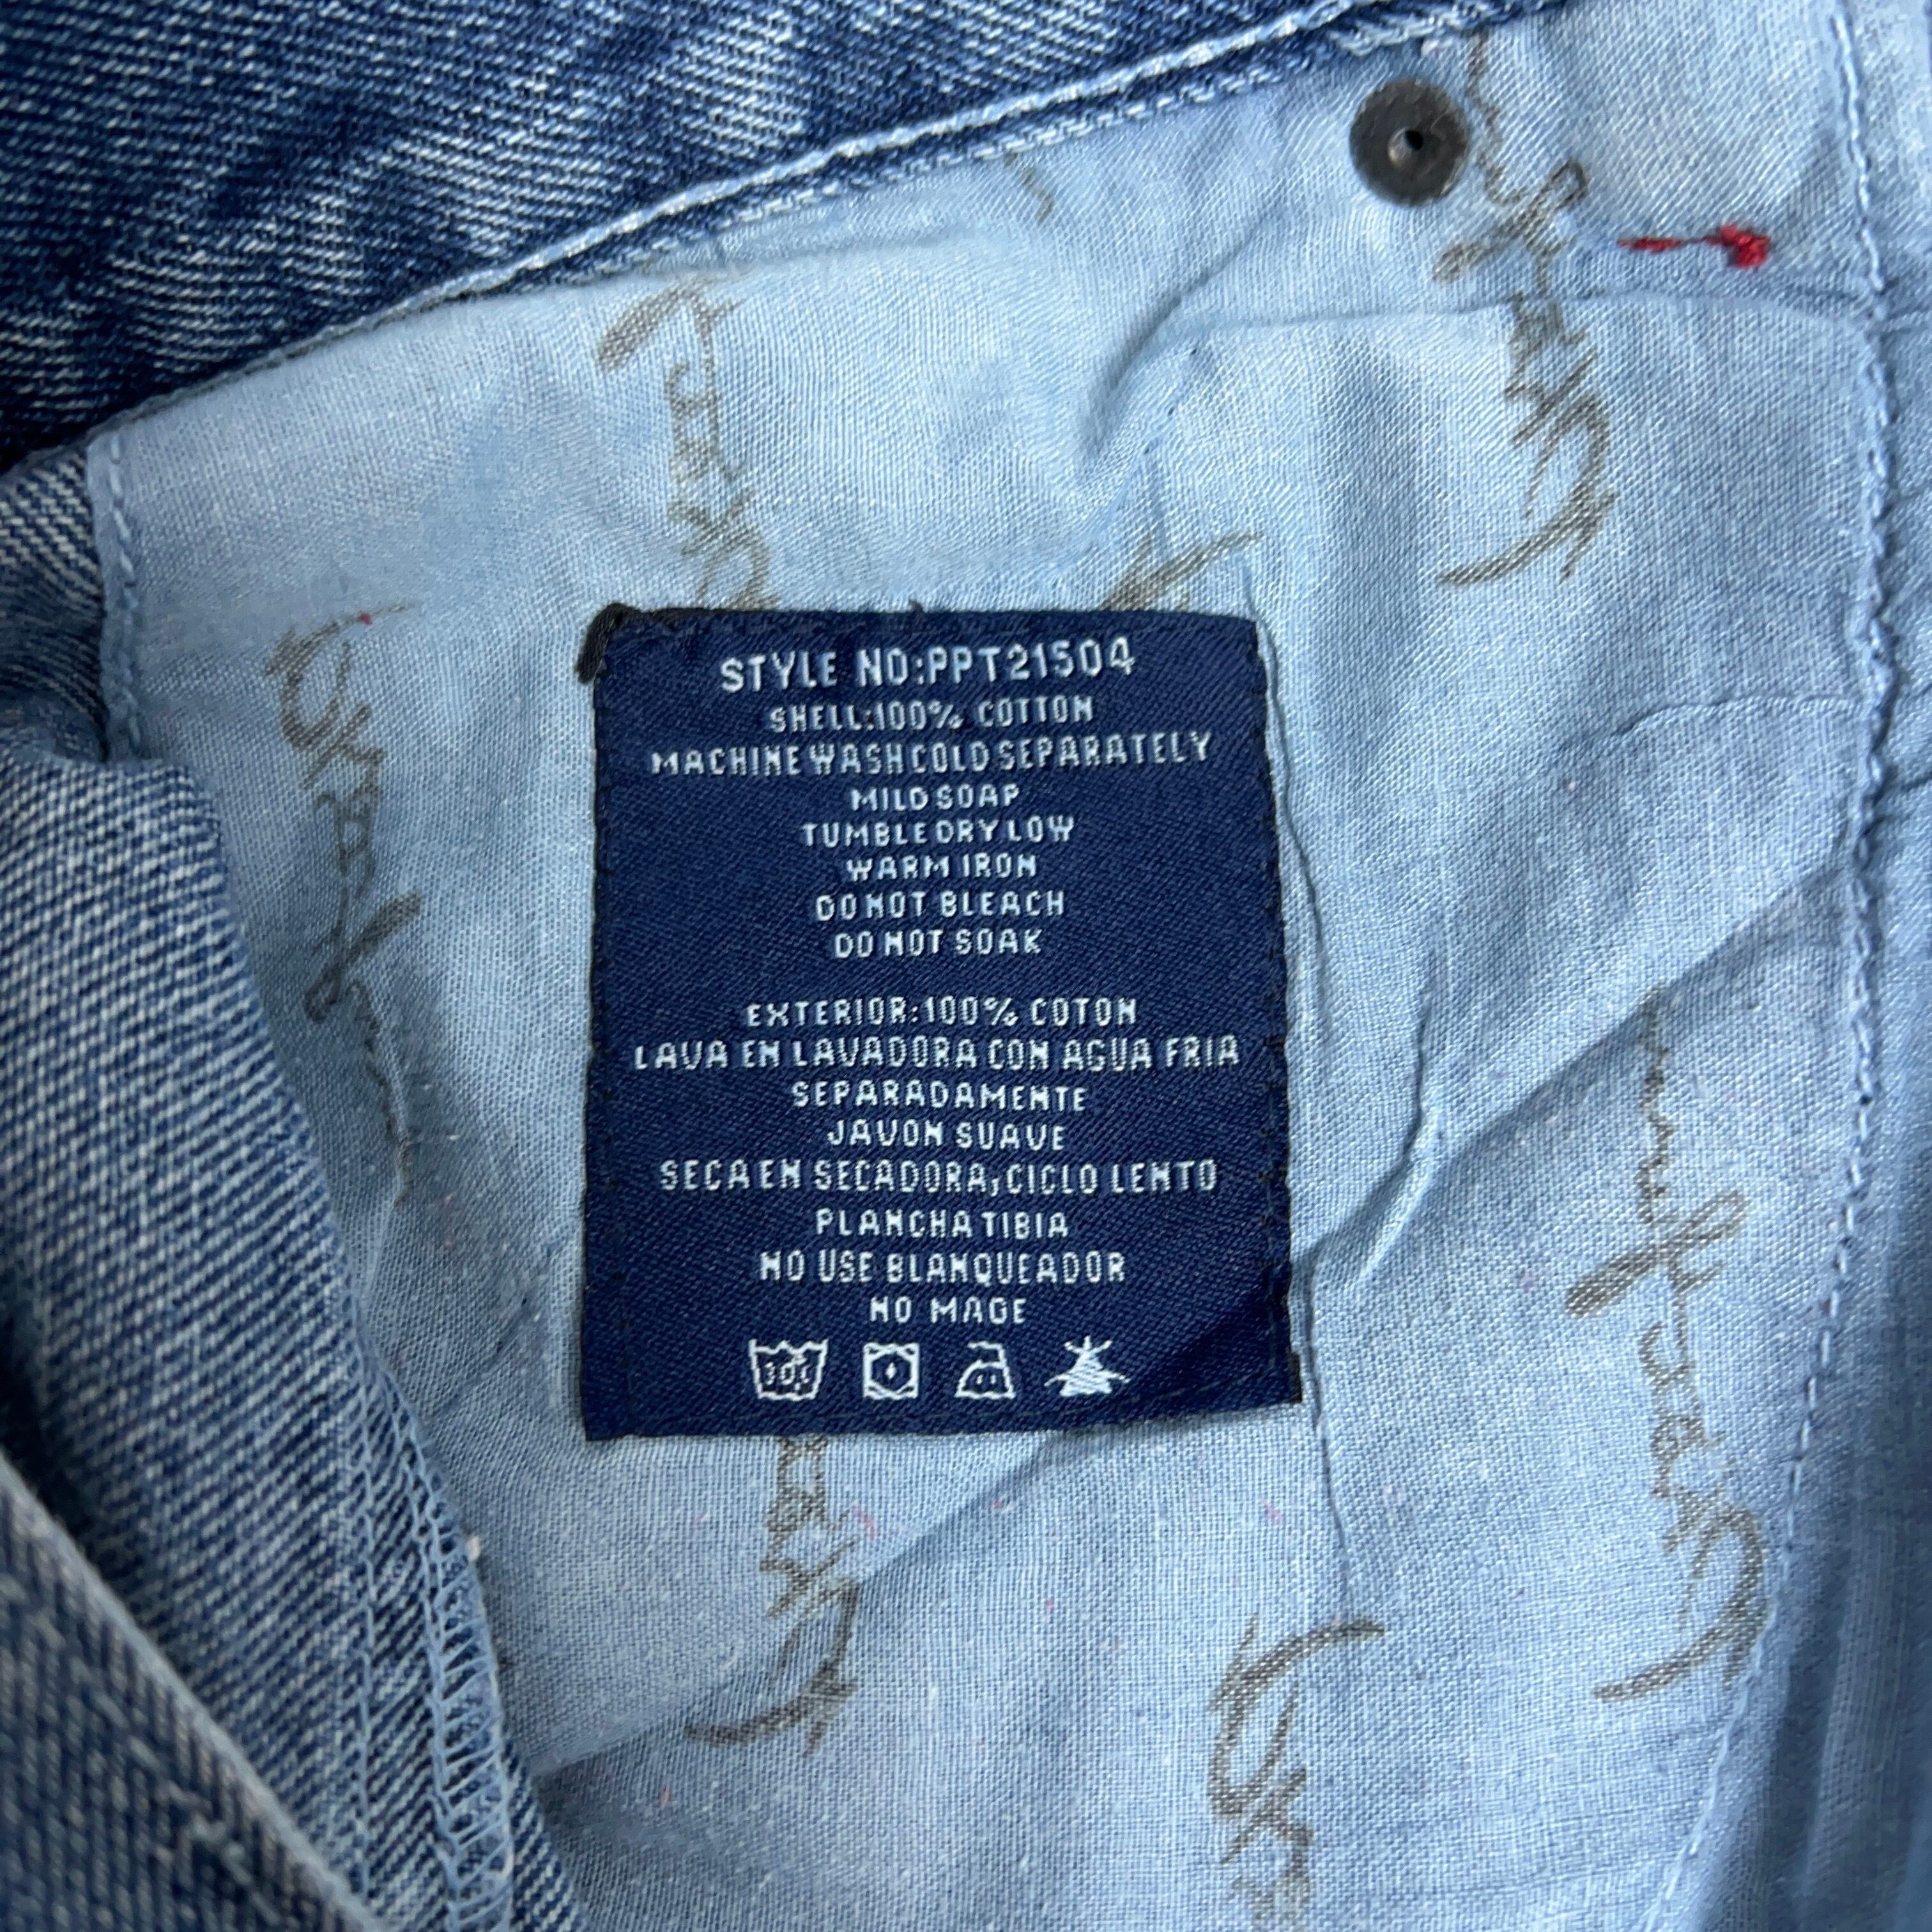 STYLE NO:PPT21504
SHELL:100% COTTON
MACHINE WASH COLD SEPARATELY
MILD SOAP
TUMBLE DRY LOW
WARM IRON
DO NOT BLEACH
DO NOT SOAK
EXTERIOR:100% COTON
LAVA EN LAVADORA CON AGUA FRIA
SEPARADAMENTE
JAVON SUAVE
SECA EN SECADORA, CICLO LENTO
PLANCHA TIBIA
NO USE BLANQUEADOR
NO MAGE